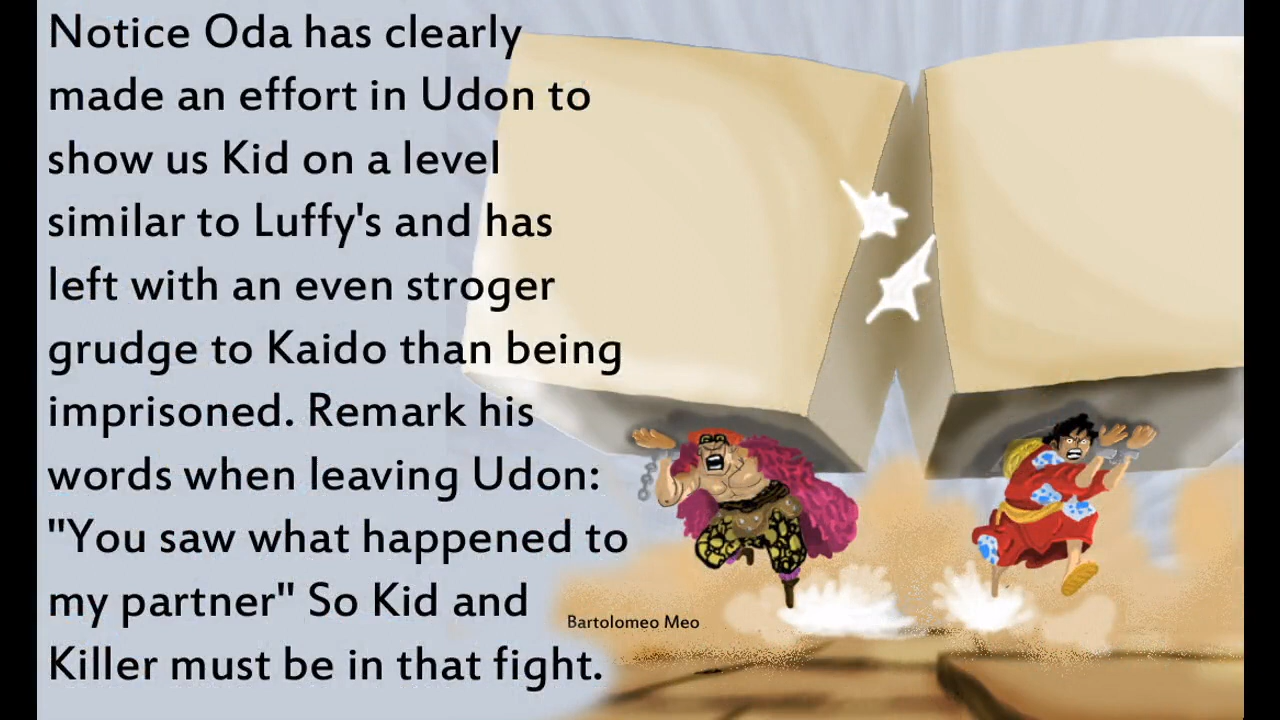 Notice Oda has clearly
made an effort in Udon to
show us Kid on a level
similar to Luffy's and has
left with an even stroger
grudge to Kaido than being
imprisoned. Remark his
words when leaving Udon:
"You saw what happened to
my partner" So Kid and
Killer must be in that fight.
Bartolomeo Meo